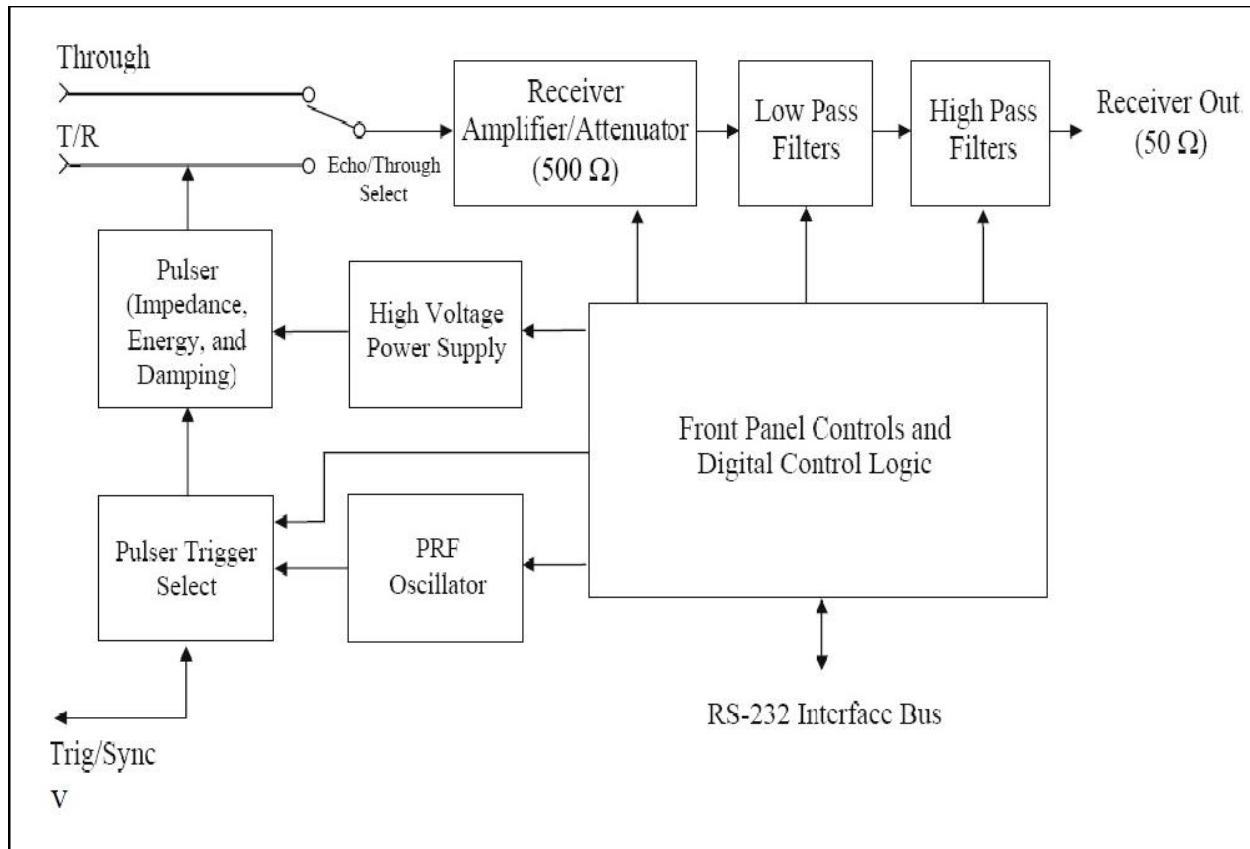 Through
T/R
Echo/Through
Select
Receiver
Amplifier/Attenuator
(500 Ω)
Low Pass
Filters
High Pass
Filters
Receiver Out
(50 Ω)
Pulser
(Impedance,
Energy, and
Damping)
High Voltage
Power Supply
Front Panel Controls and
Digital Control Logic
Pulser Trigger
Select
PRF
Oscillator
RS-232 Interface Bus
Trig/Sync
v